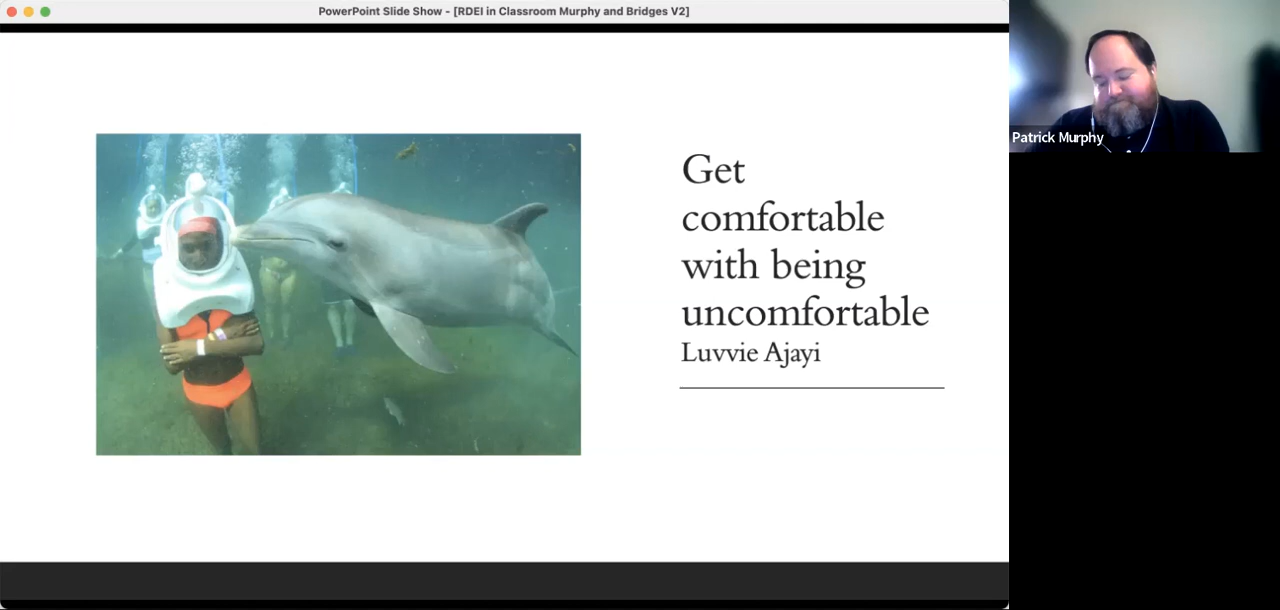 PowerPoint Slide Show - [RDEI in Classroom Murphy and Bridges V2]
Get
comfortable
with being
uncomfortable
Luvvie Ajayi
Patrick Murphy